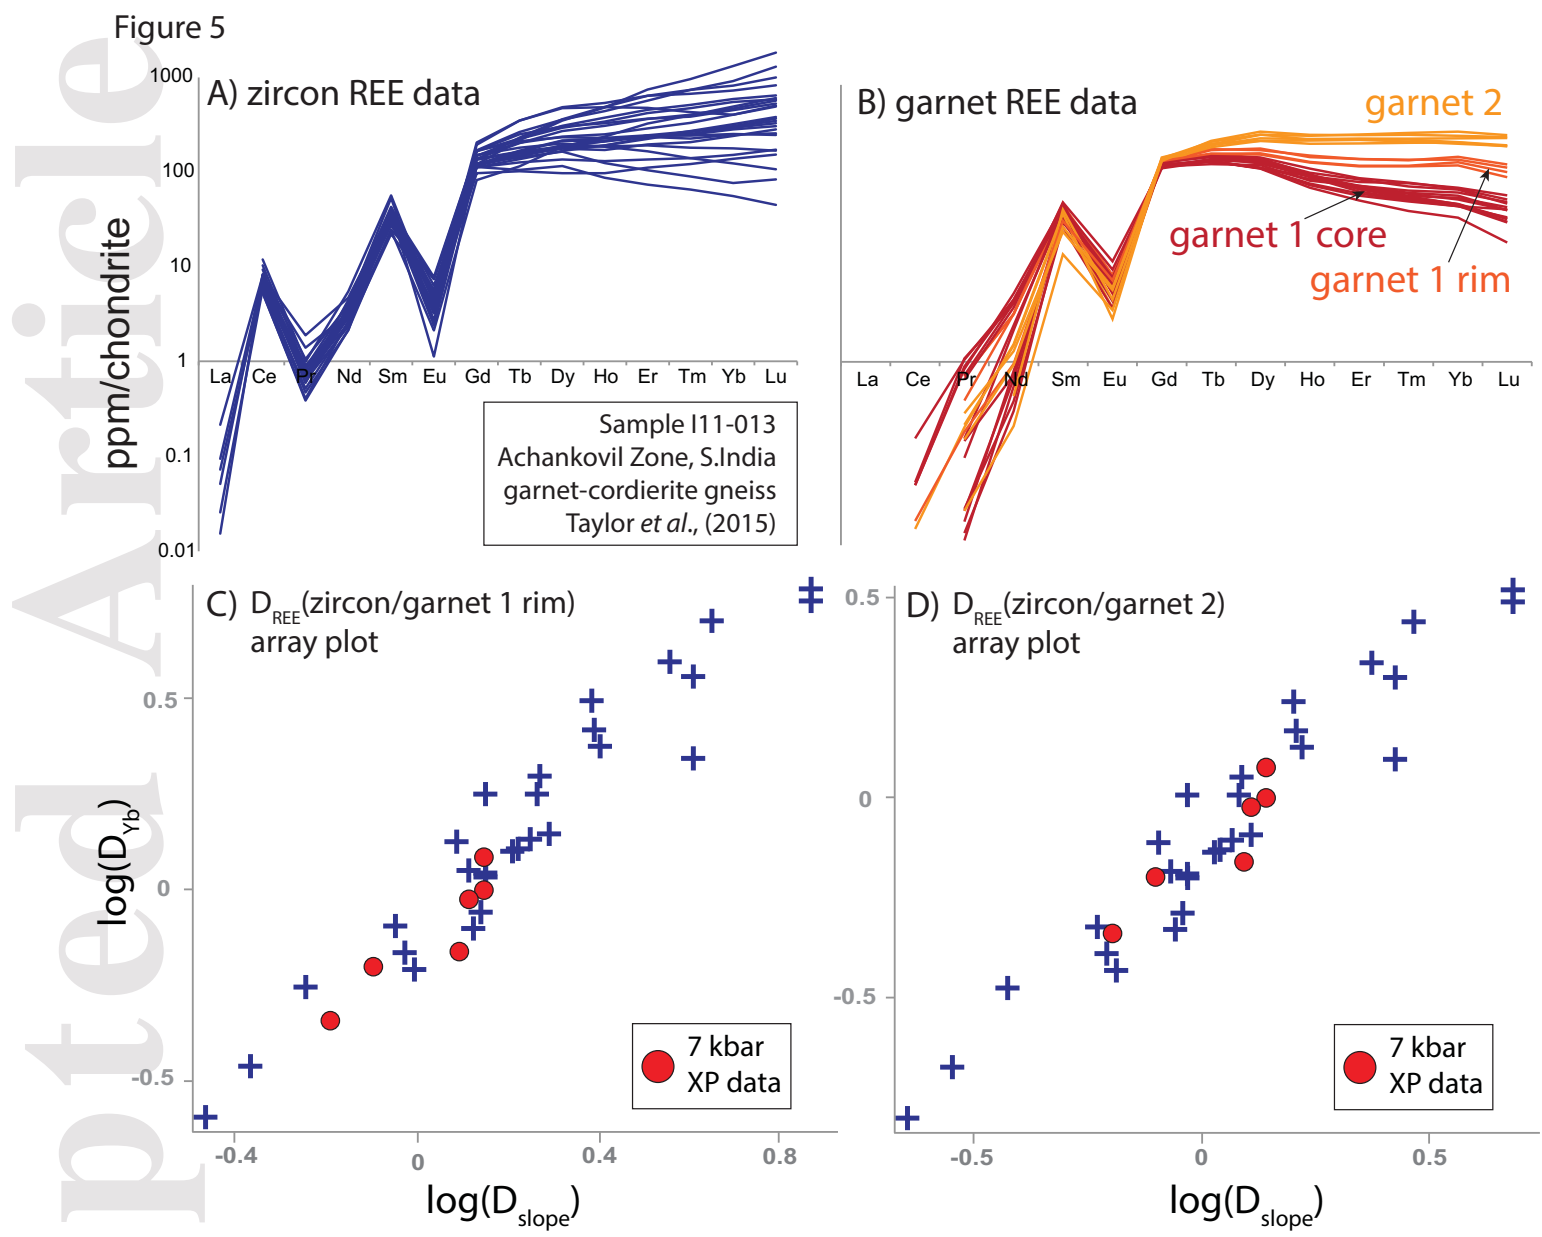 Figure 5
pted Article
A) zircon REE data
ppm/chondrite
1000
100
10
1
0.1
0.01
La Ce Pr Nd Sm Eu Gd Tb Dy Ho Er Tm Yb Lu
Sample I11-013
Achankovil Zone, S.India
garnet-cordierite gneiss
Taylor et al., (2015)
B) garnet REE data
garnet 2
garnet 1 core
garnet 1 rim
La Ce Pr Nd Sm Eu Gd Tb Dy Ho Er Tm Yb Lu
C) DREE(zircon/garnet 1 rim)
array plot
log(DYb)
0.5
0
-0.5
7 kbar
XP data
-0.4 0 0.4 0.8
log(Dslope)
D) DREE(zircon/garnet 2)
array plot
0.5
0
-0.5
7 kbar
XP data
-0.5 0 0.5
log(Dslope)